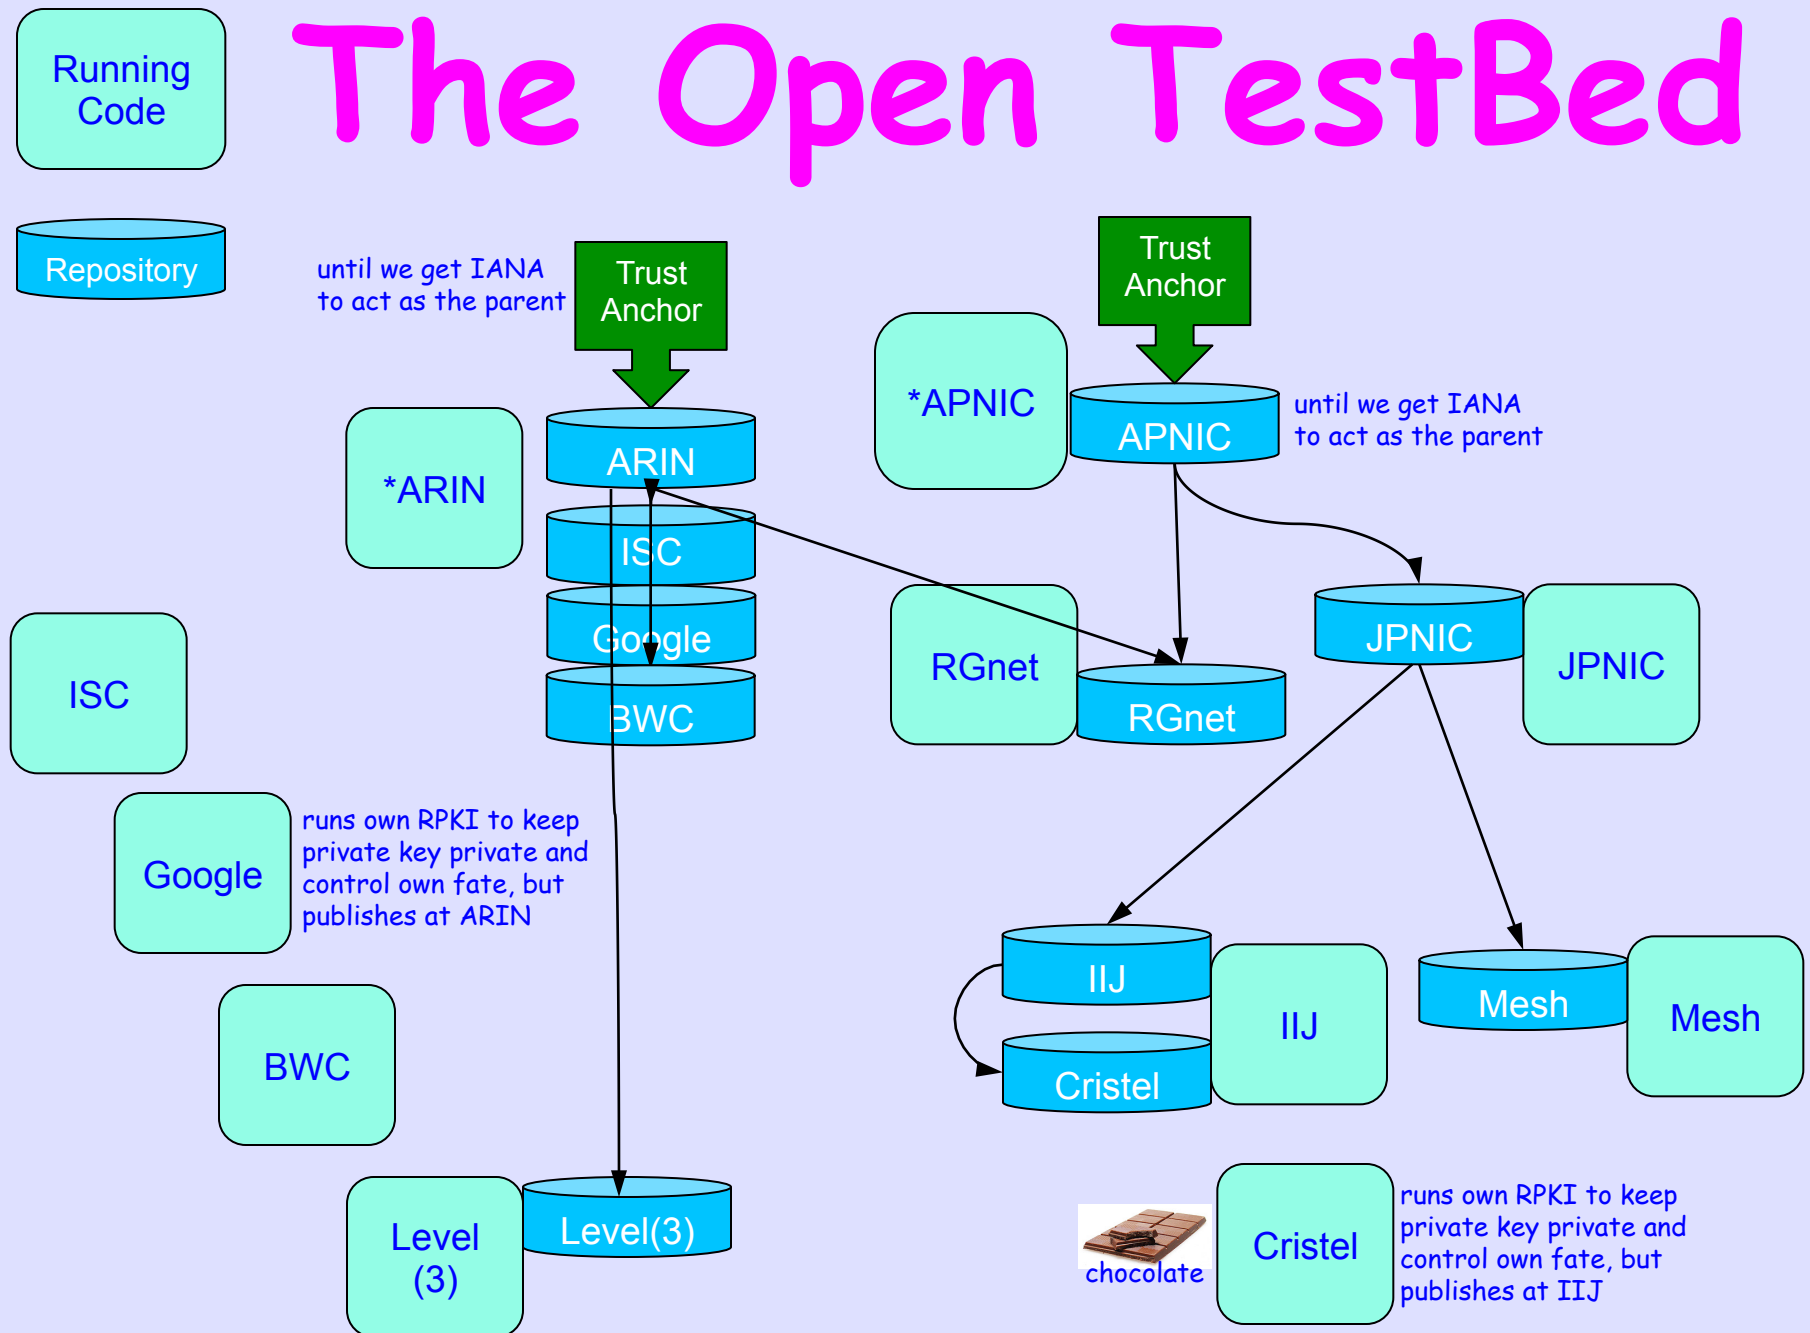 The Open TestBed
Running
Code
Repository
until we get IANA
to act as the parent
Trust
Anchor
Trust
Anchor
*APNIC
APNIC
until we get IANA
to act as the parent
*ARIN
ARIN
ISC
Google
BWC
RGnet
RGnet
JPNIC
JPNIC
ISC
Google
runs own RPKI to keep
private key private and
control own fate, but
publishes at ARIN
BWC
IIJ
Cristel
IIJ
Mesh
Mesh
Level
(3)
Level(3)
chocolate
Cristel
runs own RPKI to keep
private key private and
control own fate, but
publishes at IIJ